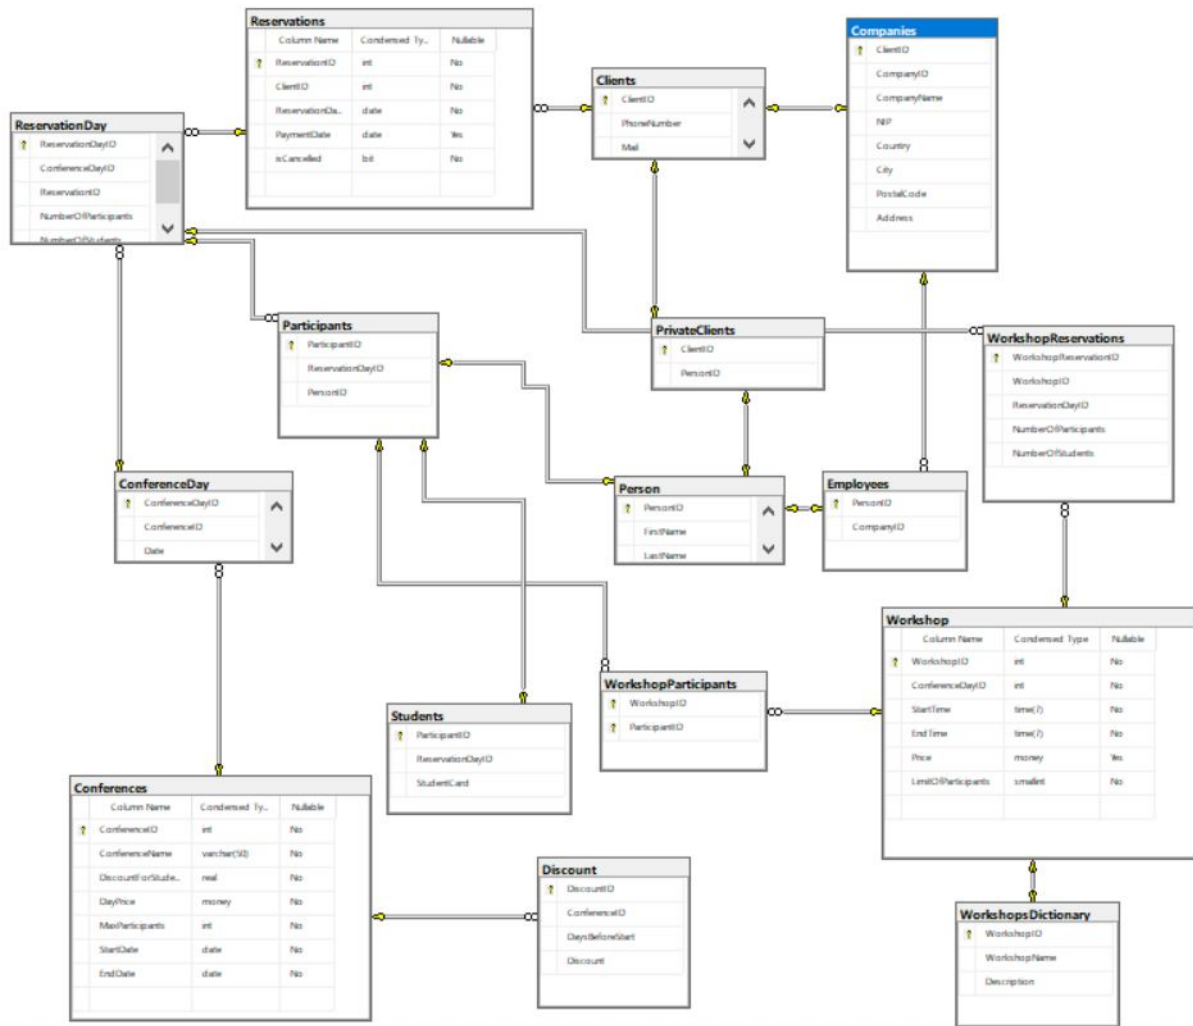 Reservations
Column Name Condensed Ty... Nullable
ReservationID int No
ClientID int No
ReservationDa... date No
PaymentDate date Yes
isCancelled bit No
Companies
ClientID
CompanyID
CompanyName
NIP
Country
City
PostalCode
Address
Clients
ClientID
PhoneNumber
Mail
ReservationDay
ReservationDayID
ConferenceDayID
ReservationID
NumberOfParticipants
NumberOfStudents
Participants
ParticipantID
ReservationDayID
PersonID
PrivateClients
ClientID
PersonID
WorkshopReservations
WorkshopReservationID
WorkshopID
ReservationDayID
NumberOfParticipants
NumberOfStudents
ConferenceDay
ConferenceDayID
ConferenceID
Date
Person
PersonID
FirstName
LastName
Employees
PersonID
CompanyID
Workshop
Column Name Condensed Type Nullable
WorkshopID int No
ConferenceDayID int No
StartTime time(7) No
EndTime time(7) No
Price money Yes
LimitOfParticipants smallint No
WorkshopParticipants
WorkshopID
ParticipantID
Students
ParticipantID
ReservationDayID
StudentCard
Conferences
Column Name Condensed Ty... Nullable
ConferenceID int No
ConferenceName varchar(50) No
DiscountForStude... real No
DayPrice money No
MaxParticipants int No
StartDate date No
EndDate date No
Discount
DiscountID
ConferenceID
DaysBeforeStart
Discount
WorkshopsDictionary
WorkshopID
WorkshopName
Description